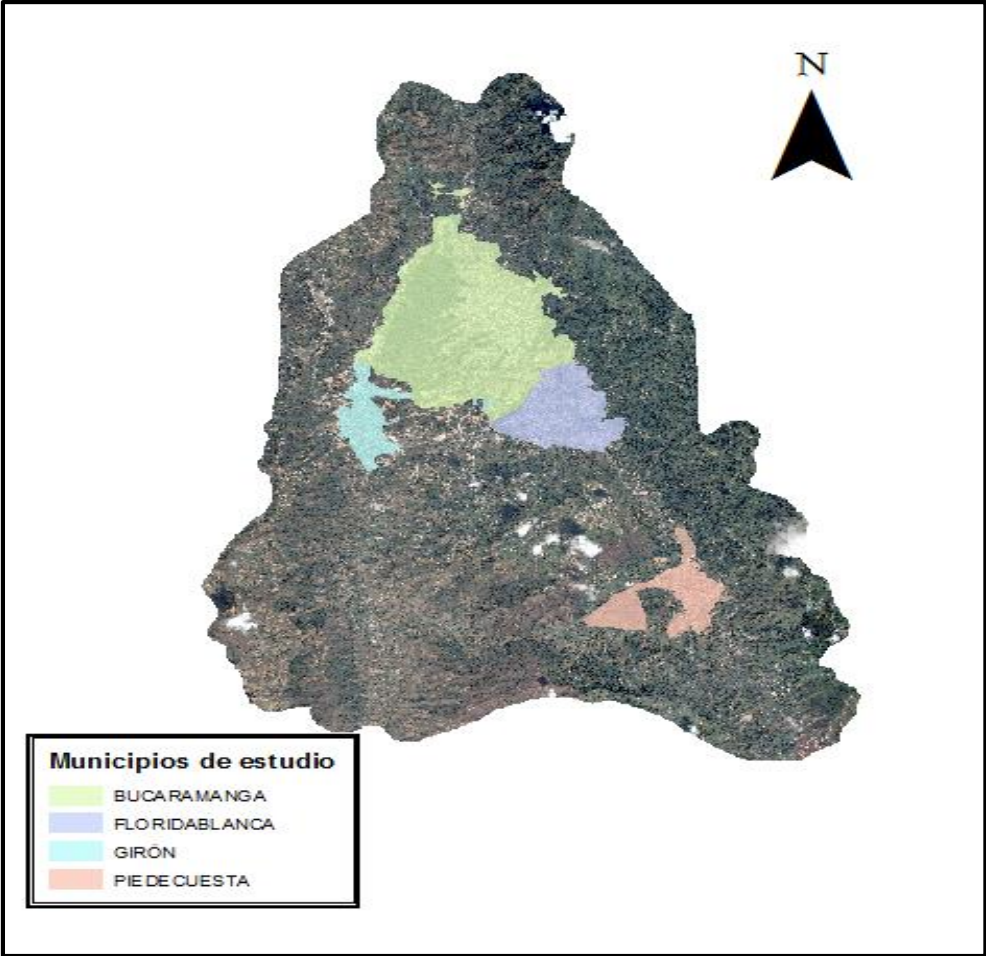 N
Municipios de estudio
BUCARAMANGA
FLORIDABLANCA
GIRÓN
PIEDECUESTA